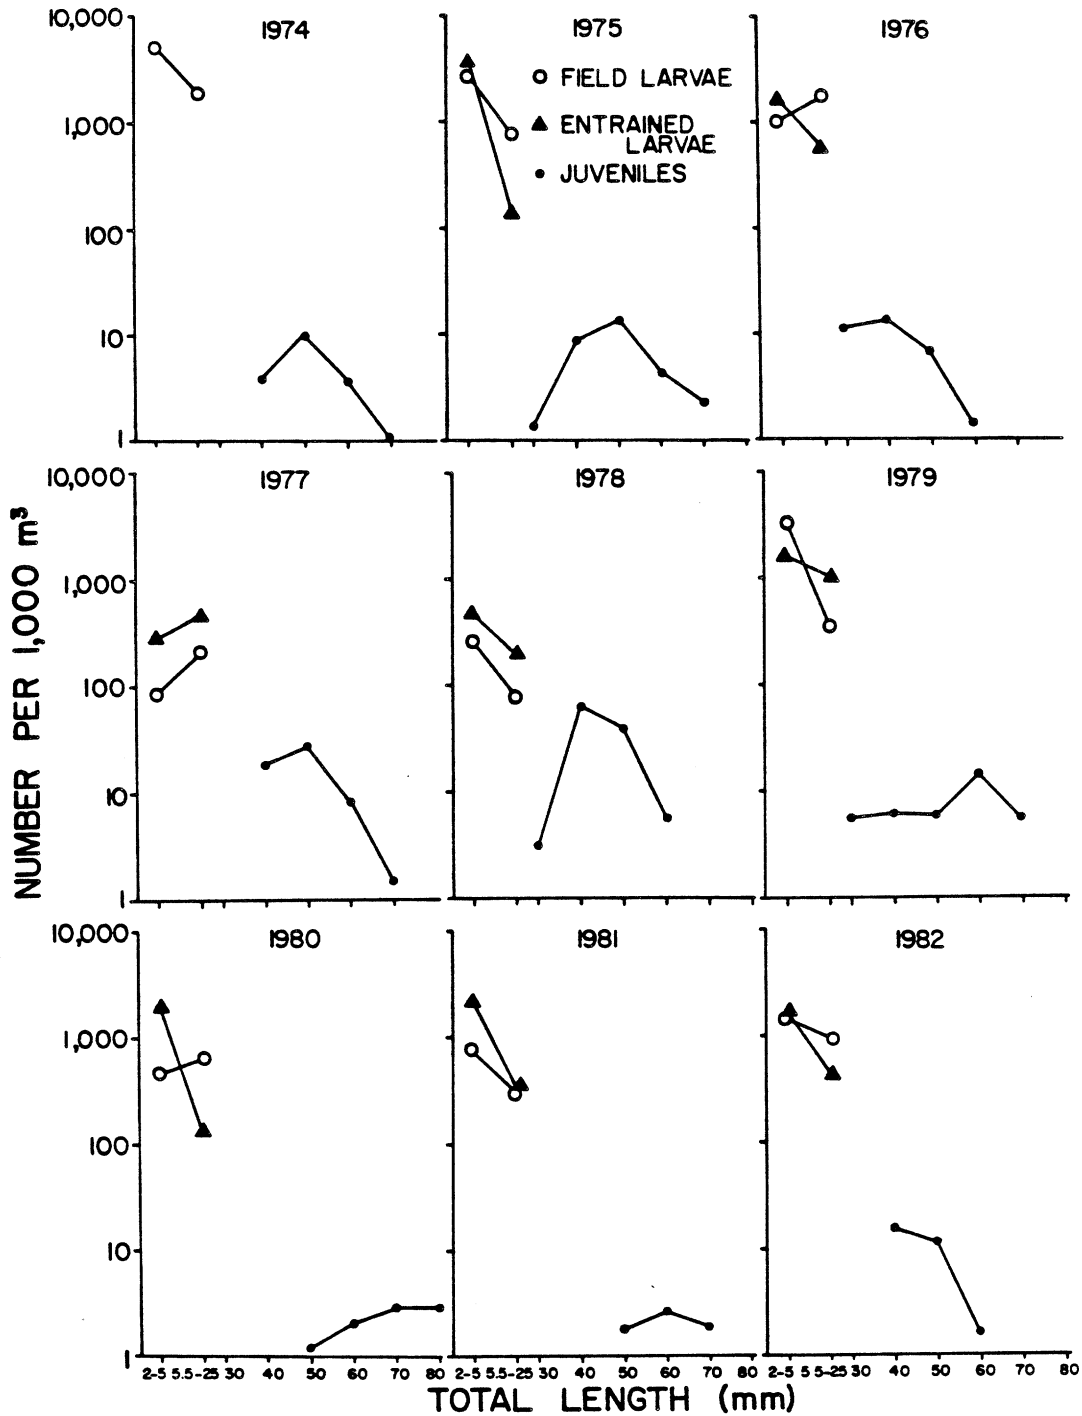 10,000
1974
1975
1976
FIELD LARVAE
1,000
ENTRAINED
LARVAE
JUVENILES
100
10
1
10,000
1977
1978
1979
1,000
100
10
1
10,000
1980
1981
1982
1,000
100
10
1
2-5 5.5-25 30 40 50 60 70 80
2-5 5.5-25 30 40 50 60 70 80
2-5 5 5-25 30 40 50 60 70 80
TOTAL LENGTH (mm)
NUMBER PER 1,000 m³